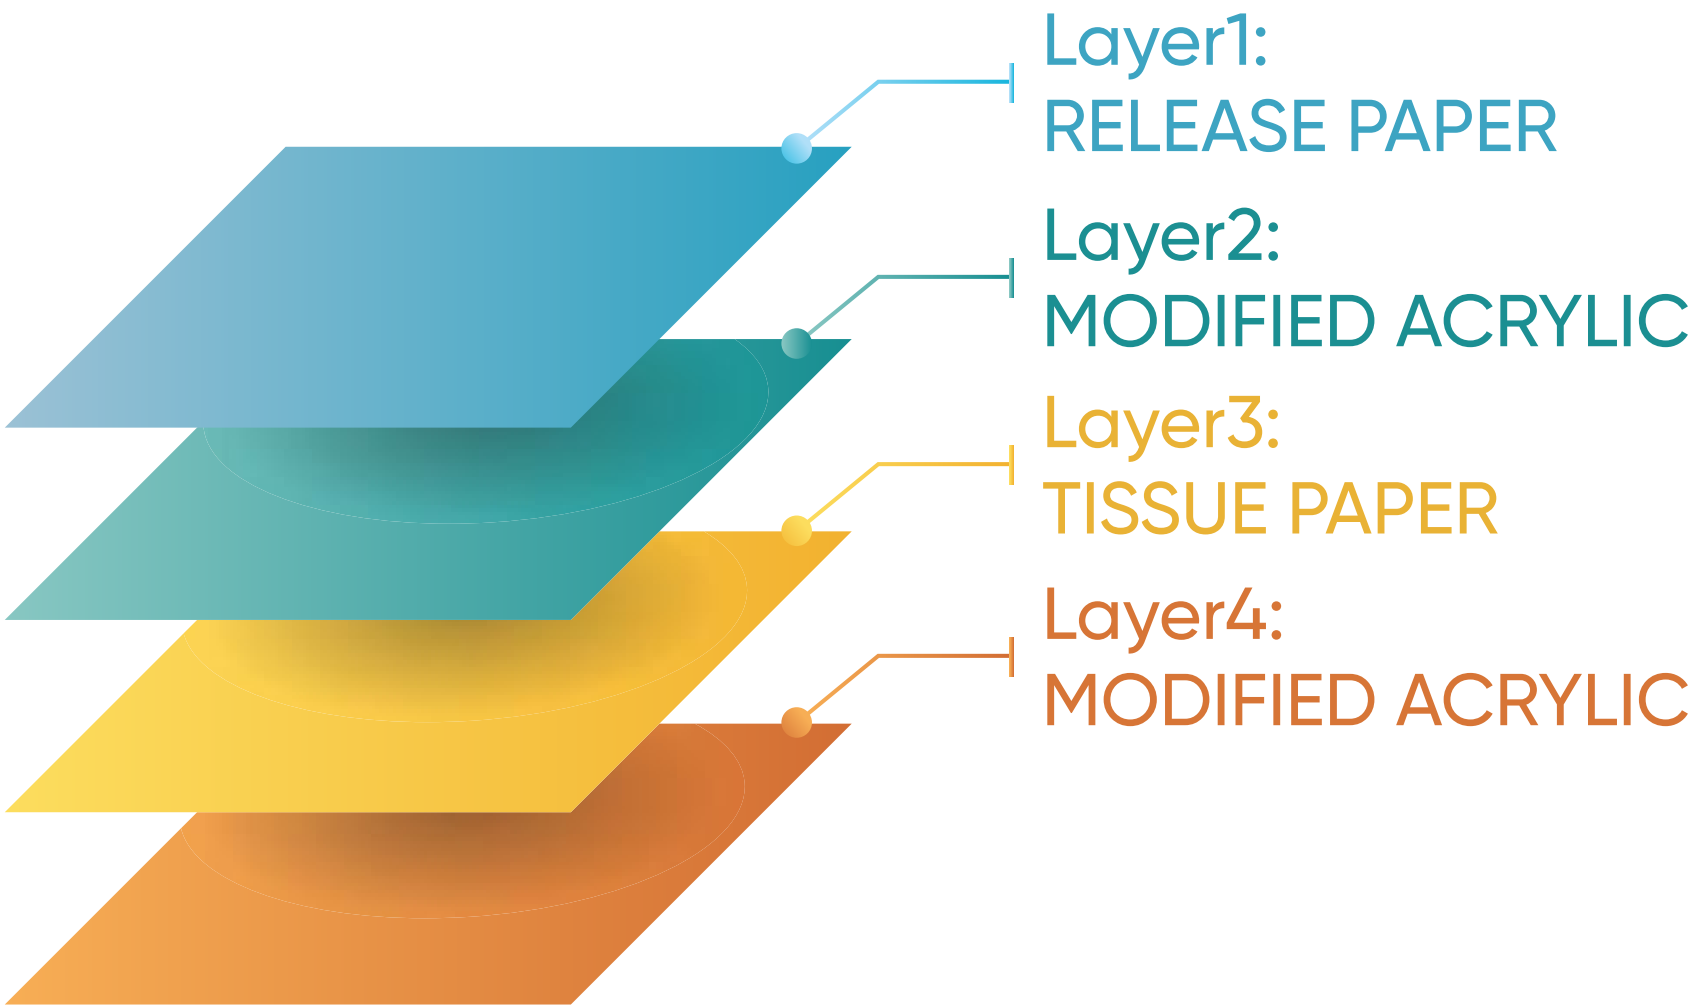 Layer1:
RELEASE PAPER
Layer2:
MODIFIED ACRYLIC
Layer3:
TISSUE PAPER
Layer4:
MODIFIED ACRYLIC